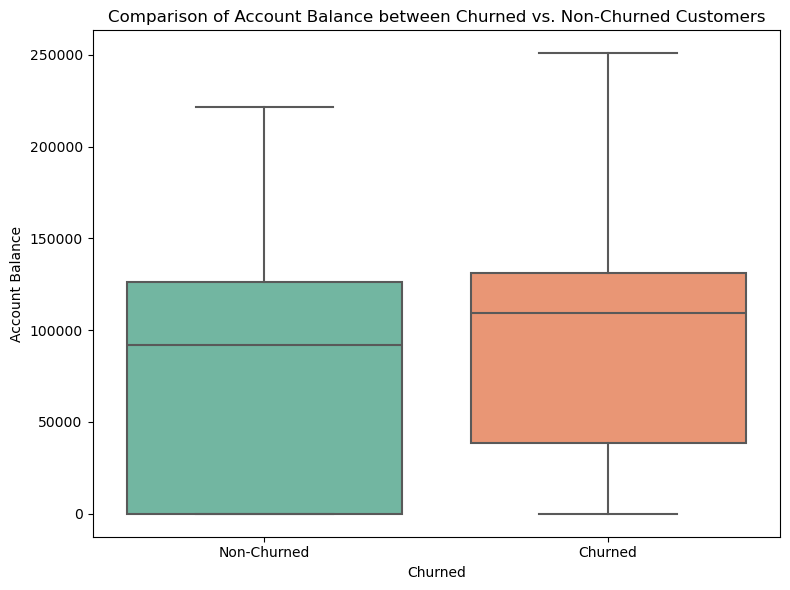 Comparison of Account Balance between Churned vs. Non-Churned Customers
250000
200000
150000
100000
50000
0
Account Balance
Non-Churned
Churned
Churned